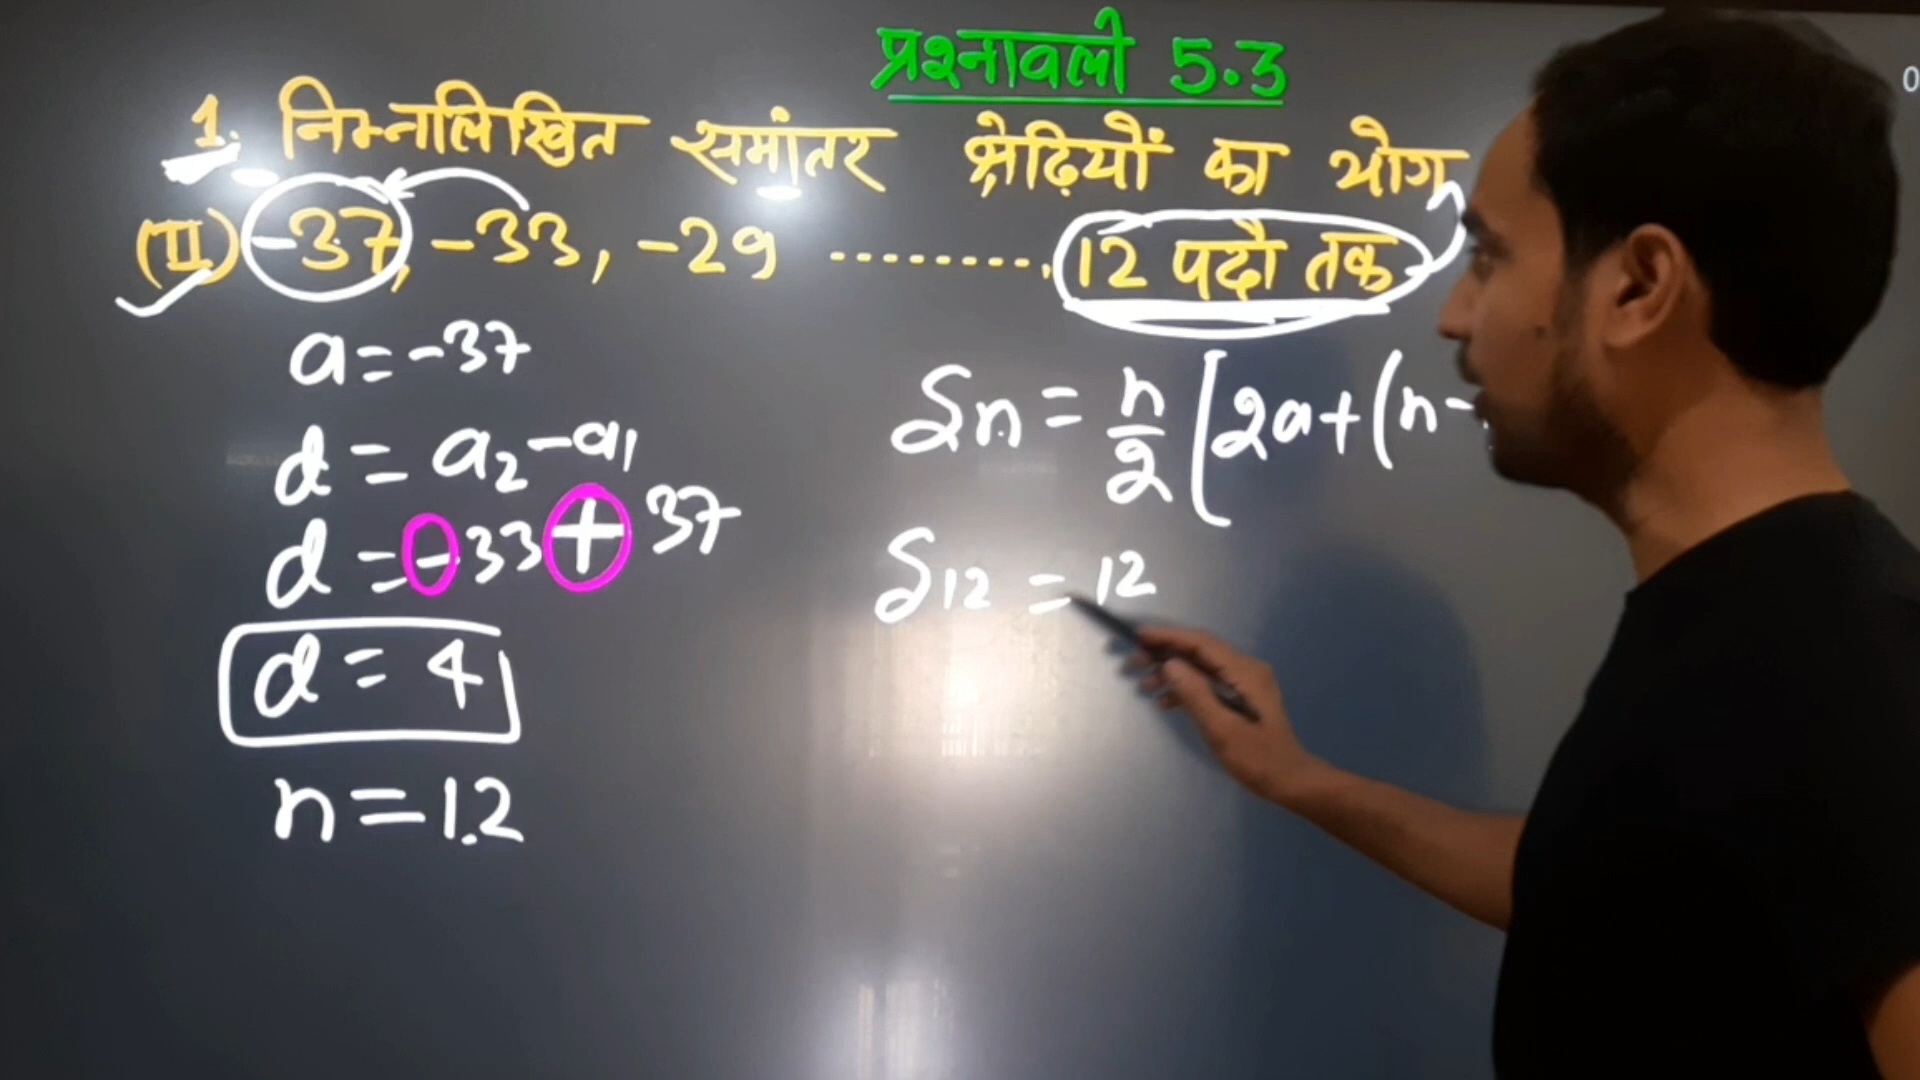 प्रश्नावली 5.3
1. निम्नलिखित समांतर श्रेढ़ियों का योग
(II) -37, -33, -29 ......... 12 पदों तक
a = -37
d = a2 - a1
d = -33 + 37
d = 4
n = 12
Sn = n/2 [2a + (n -
S12 = 12
0